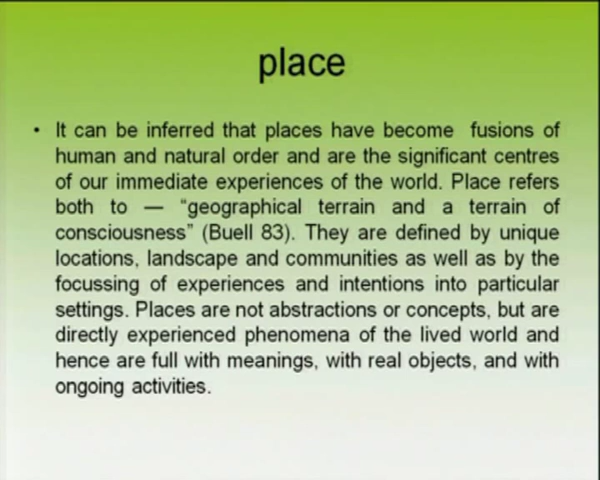 place
• It can be inferred that places have become fusions of
human and natural order and are the significant centres
of our immediate experiences of the world. Place refers
both to — “geographical terrain and a terrain of
consciousness” (Buell 83). They are defined by unique
locations, landscape and communities as well as by the
focussing of experiences and intentions into particular
settings. Places are not abstractions or concepts, but are
directly experienced phenomena of the lived world and
hence are full with meanings, with real objects, and with
ongoing activities.